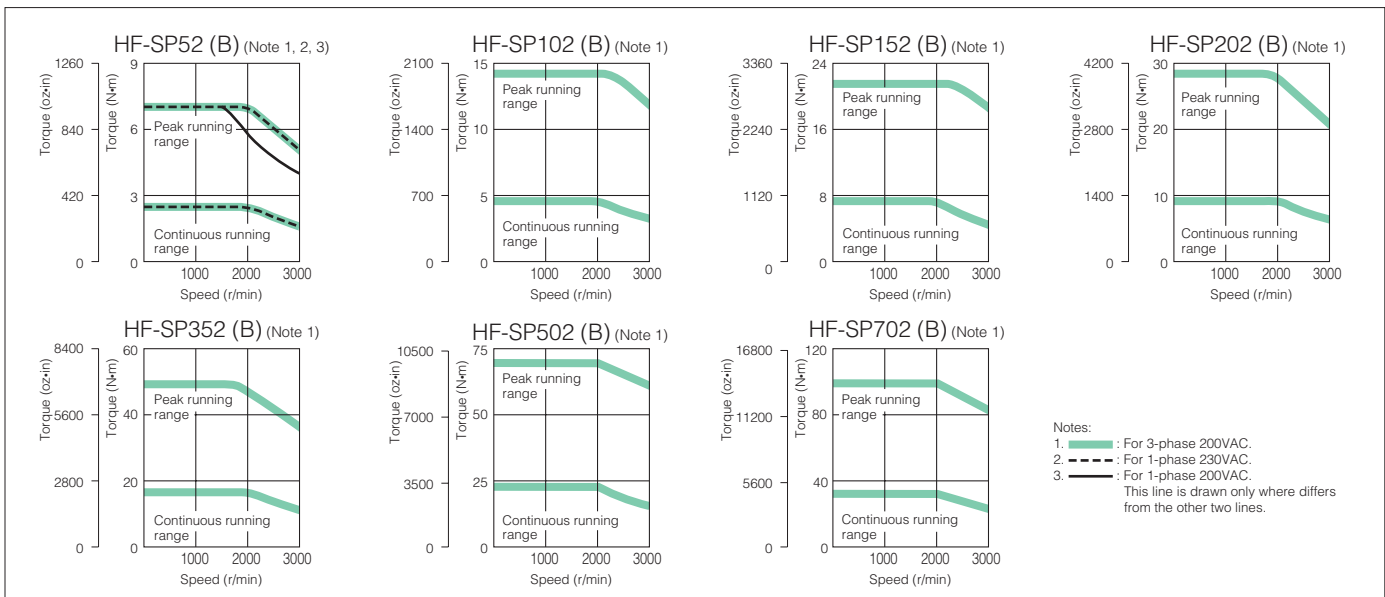 HF-SP52 (B) (Note 1, 2, 3)
Torque (oz•in)
1260
840
420
0
Torque (N•m)
9
6
3
0
Peak running
range
Continuous running
range
1000 2000 3000
Speed (r/min)
HF-SP102 (B) (Note 1)
Torque (oz•in)
2100
1400
700
0
Torque (N•m)
15
10
5
0
Peak running
range
Continuous running
range
1000 2000 3000
Speed (r/min)
HF-SP152 (B) (Note 1)
Torque (oz•in)
3360
2240
1120
0
Torque (N•m)
24
16
8
0
Peak running
range
Continuous running
range
1000 2000 3000
Speed (r/min)
HF-SP202 (B) (Note 1)
Torque (oz•in)
4200
2800
1400
0
Torque (N•m)
30
20
10
0
Peak running
range
Continuous running
range
1000 2000 3000
Speed (r/min)
HF-SP352 (B) (Note 1)
Torque (oz•in)
8400
5600
2800
0
Torque (N•m)
60
40
20
0
Peak running
range
Continuous running
range
1000 2000 3000
Speed (r/min)
HF-SP502 (B) (Note 1)
Torque (oz•in)
10500
7000
3500
0
Torque (N•m)
75
50
25
0
Peak running
range
Continuous running
range
1000 2000 3000
Speed (r/min)
HF-SP702 (B) (Note 1)
Torque (oz•in)
16800
11200
5600
0
Torque (N•m)
120
80
40
0
Peak running
range
Continuous running
range
1000 2000 3000
Speed (r/min)
Notes:
1. : For 3-phase 200VAC.
2. : For 1-phase 230VAC.
3. : For 1-phase 200VAC.
This line is drawn only where differs
from the other two lines.